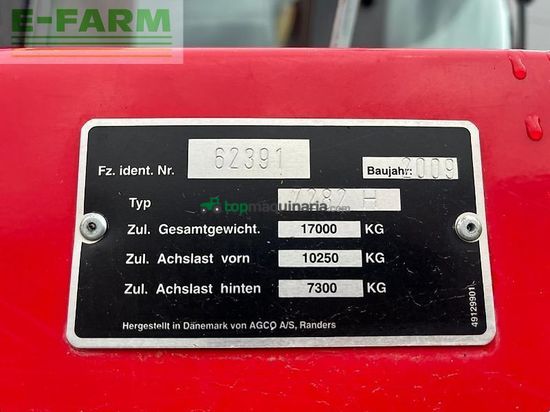 E-FARM
Fz. ident. Nr. 62391
Baujahr: 2009
Typ 7282 H
topmaquinaria.com
Zul. Gesamtgewicht. 17000 KG
Zul. Achslast vorn 10250 KG
Zul. Achslast hinten 7300 KG
Hergestellt in Dänemark von AGCO A/S, Randers
49129901